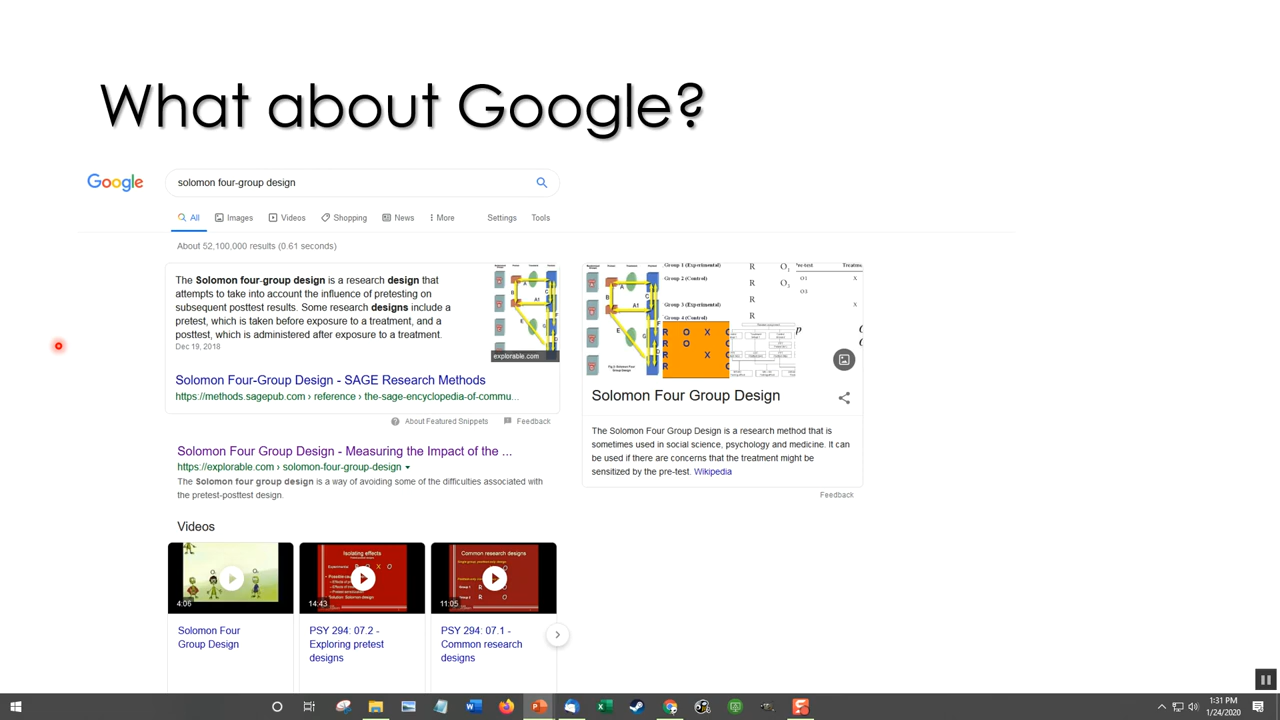 What about Google?
Google
solomon four-group design
All Images Videos Shopping News More Settings Tools
About 52,100,000 results (0.61 seconds)
The Solomon four-group design is a research design that
attempts to take into account the influence of pretesting on
subsequent posttest results. Some research designs include a
pretest, which is taken before exposure to a treatment, and a
posttest, which is administered after exposure to a treatment.
Dec 19, 2018
explorable.com
Solomon Four-Group Design - SAGE Research Methods
https://methods.sagepub.com › reference › the-sage-encyclopedia-of-commu...
About Featured Snippets Feedback
Solomon Four Group Design - Measuring the Impact of the ...
https://explorable.com › solomon-four-group-design
The Solomon four group design is a way of avoiding some of the difficulties associated with
the pretest-posttest design.
Videos
4:06
Isolating effects
14:43
Common research designs
11:05
Solomon Four
Group Design
PSY 294: 07.2 -
Exploring pretest
designs
PSY 294: 07.1 -
Common research
designs
Group 1 (Experimental) R O1
Group 2 (Control) R O2
Group 3 (Experimental) R
Group 4 (Control) R
O X
R O
R X
R
Solomon Four Group Design
The Solomon Four Group Design is a research method that is
sometimes used in social science, psychology and medicine. It can
be used if there are concerns that the treatment might be
sensitized by the pre-test. Wikipedia
Feedback
1:31 PM
1/24/2020